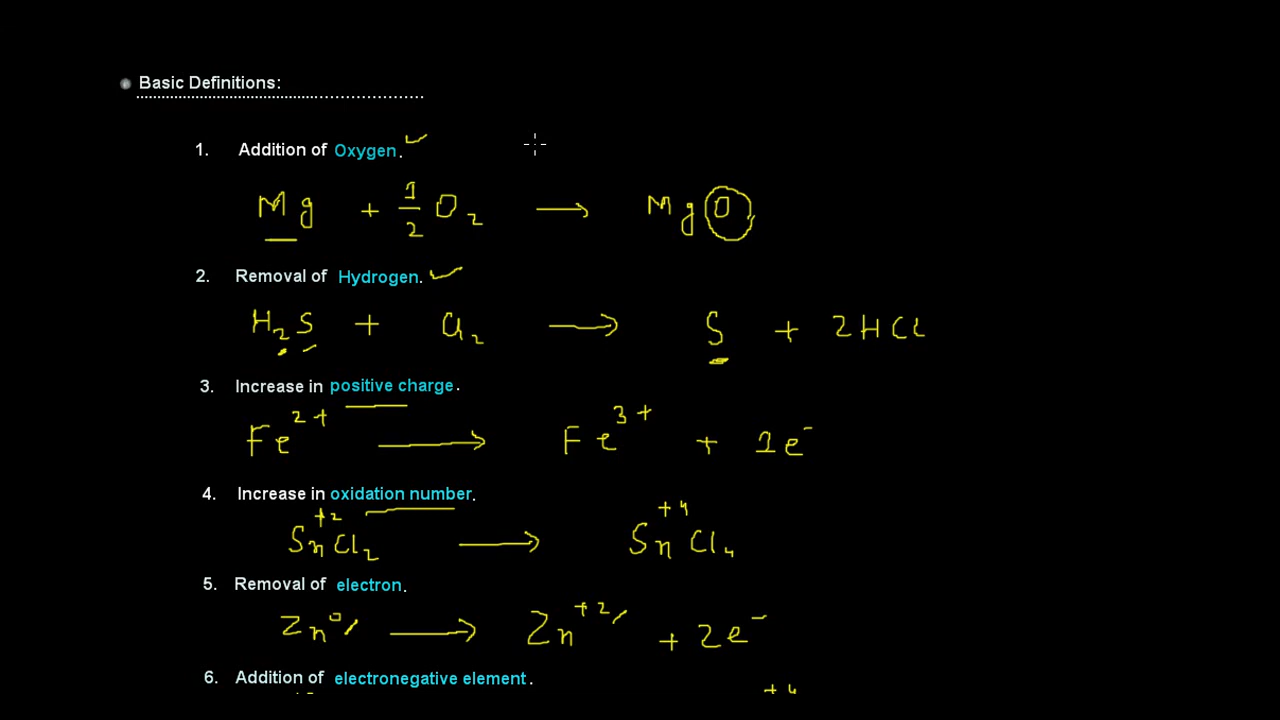 Basic Definitions:
1. Addition of Oxygen.
Mg + 1/2 O₂ → MgO
2. Removal of Hydrogen.
H₂S + Cl₂ → S + 2HCl
3. Increase in positive charge.
Fe²⁺ → Fe³⁺ + 1e⁻
4. Increase in oxidation number.
+2 +4
SnCl₂ → SnCl₄
5. Removal of electron.
Zn⁰ → Zn⁺² + 2e⁻
6. Addition of electronegative element.
+4